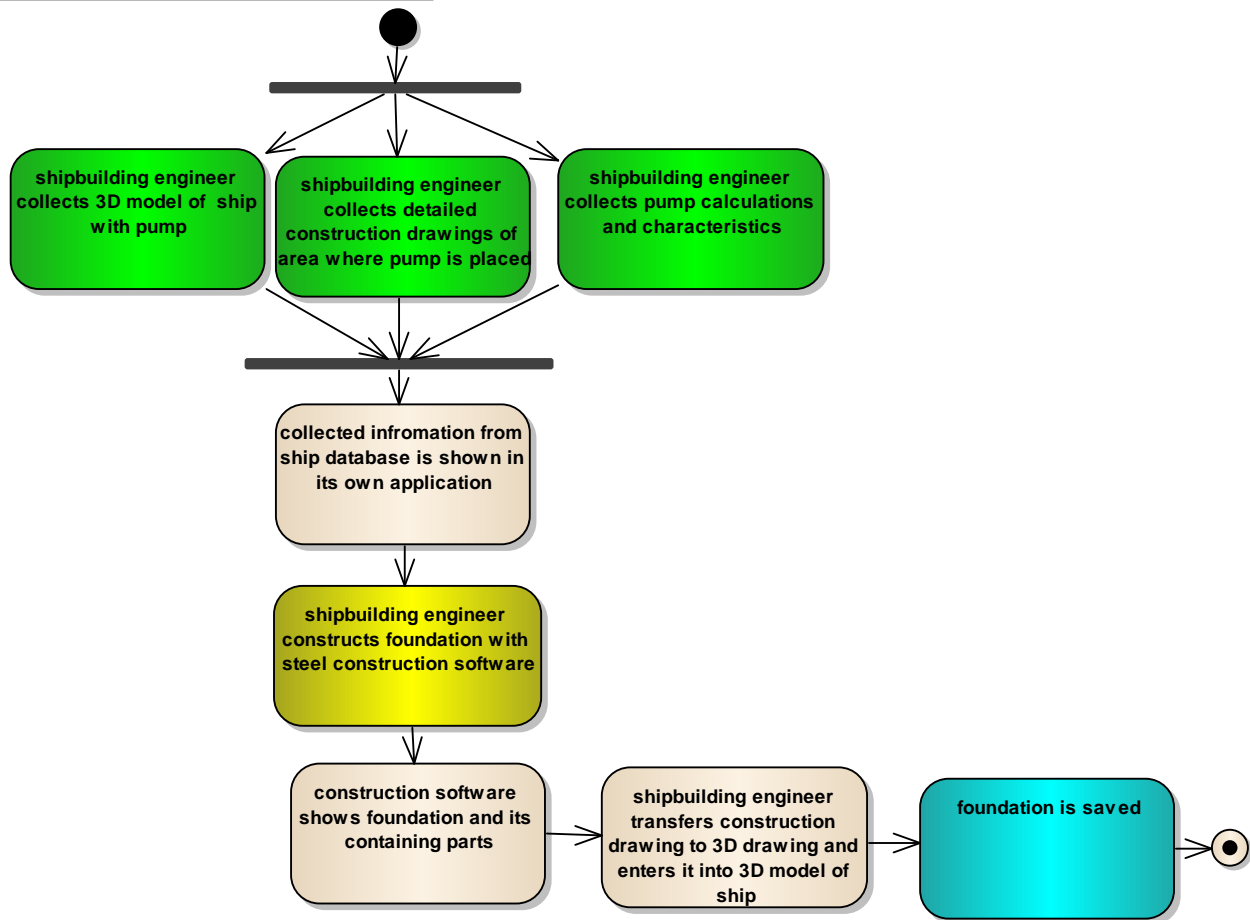 shipbuilding engineer
collects 3D model of ship
with pump
shipbuilding engineer
collects detailed
construction drawings of
area where pump is placed
shipbuilding engineer
collects pump calculations
and characteristics
collected infromation from
ship database is shown in
its own application
shipbuilding engineer
constructs foundation with
steel construction software
construction software
shows foundation and its
containing parts
shipbuilding engineer
transfers construction
drawing to 3D drawing and
enters it into 3D model of
ship
foundation is saved